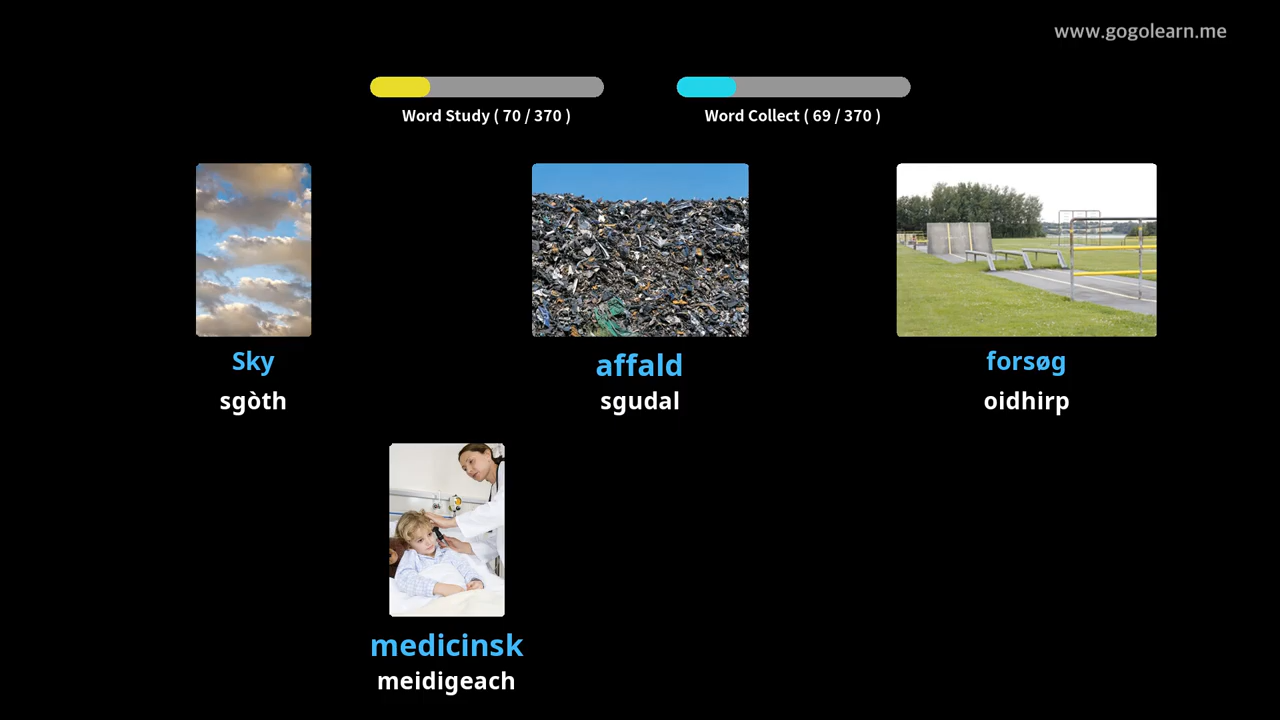 www.gogolearn.me
Word Study ( 70 / 370 )
Word Collect ( 69 / 370 )
Sky
sgòth
affald
sgudal
forsøg
oidhirp
medicinsk
meidigeach